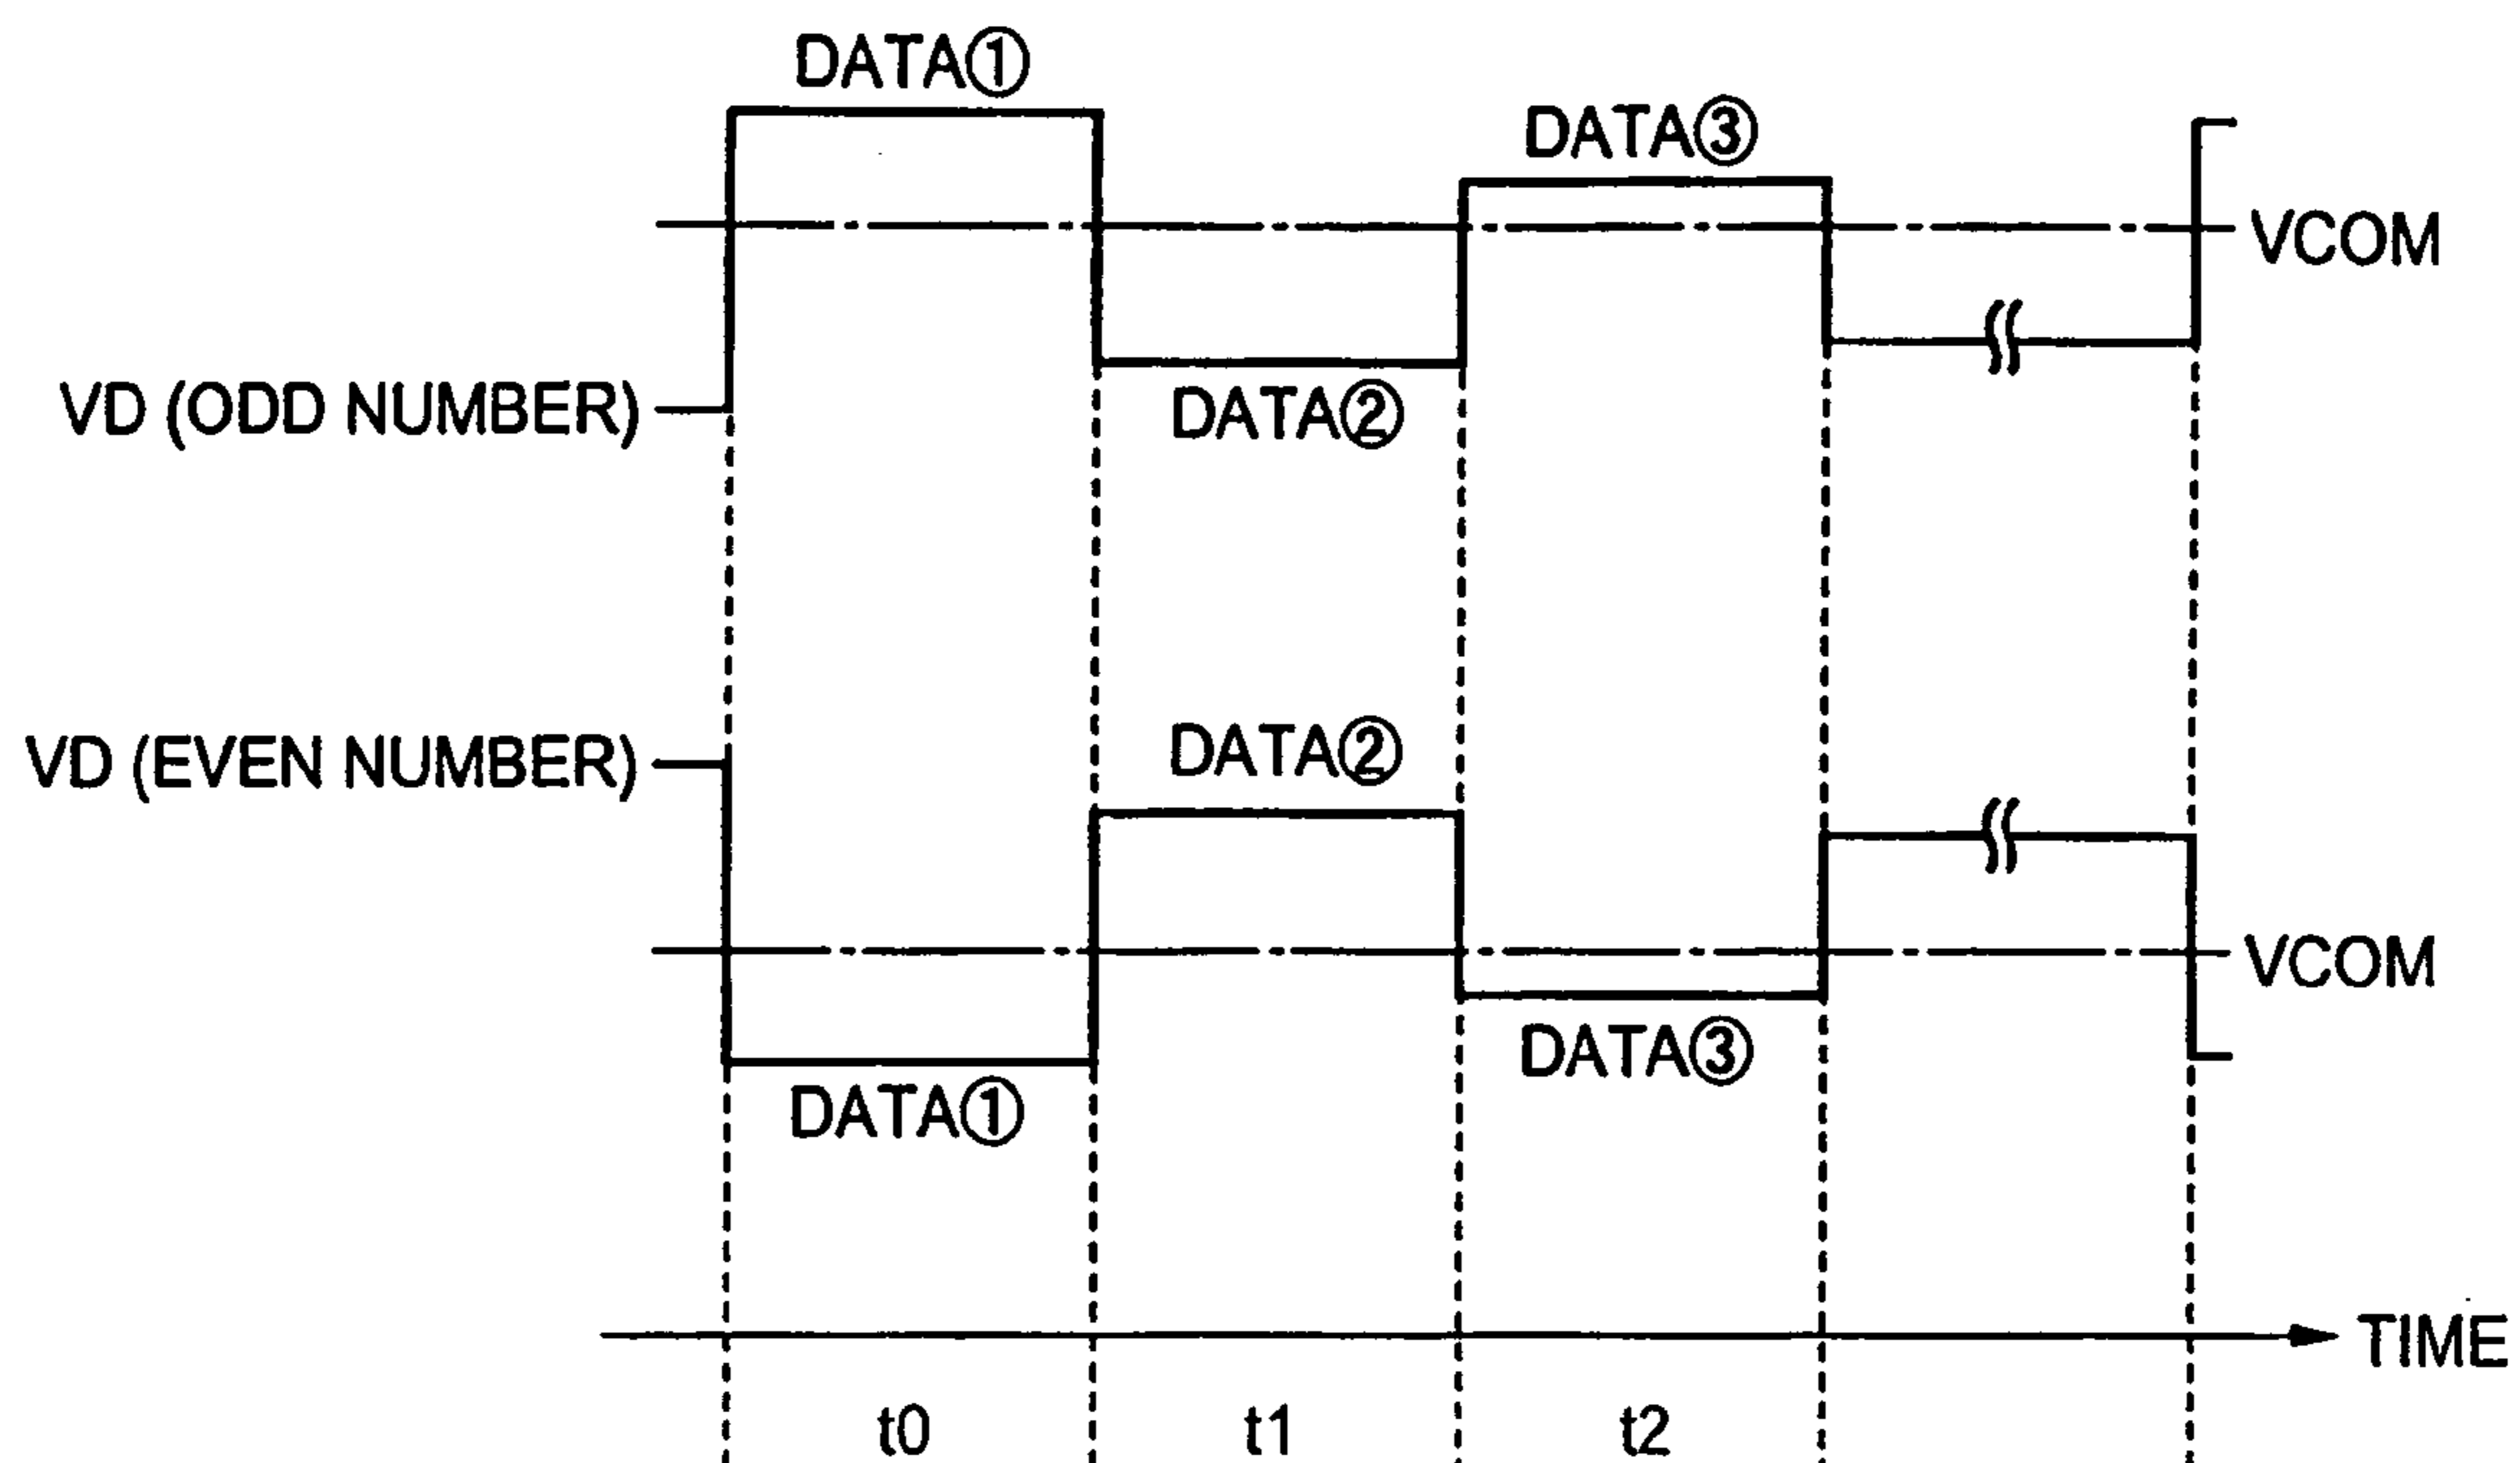 DATA①
DATA③
VCOM
VD (ODD NUMBER)
DATA②
DATA②
VD (EVEN NUMBER)
VCOM
DATA③
DATA①
TIME
t0 t1 t2